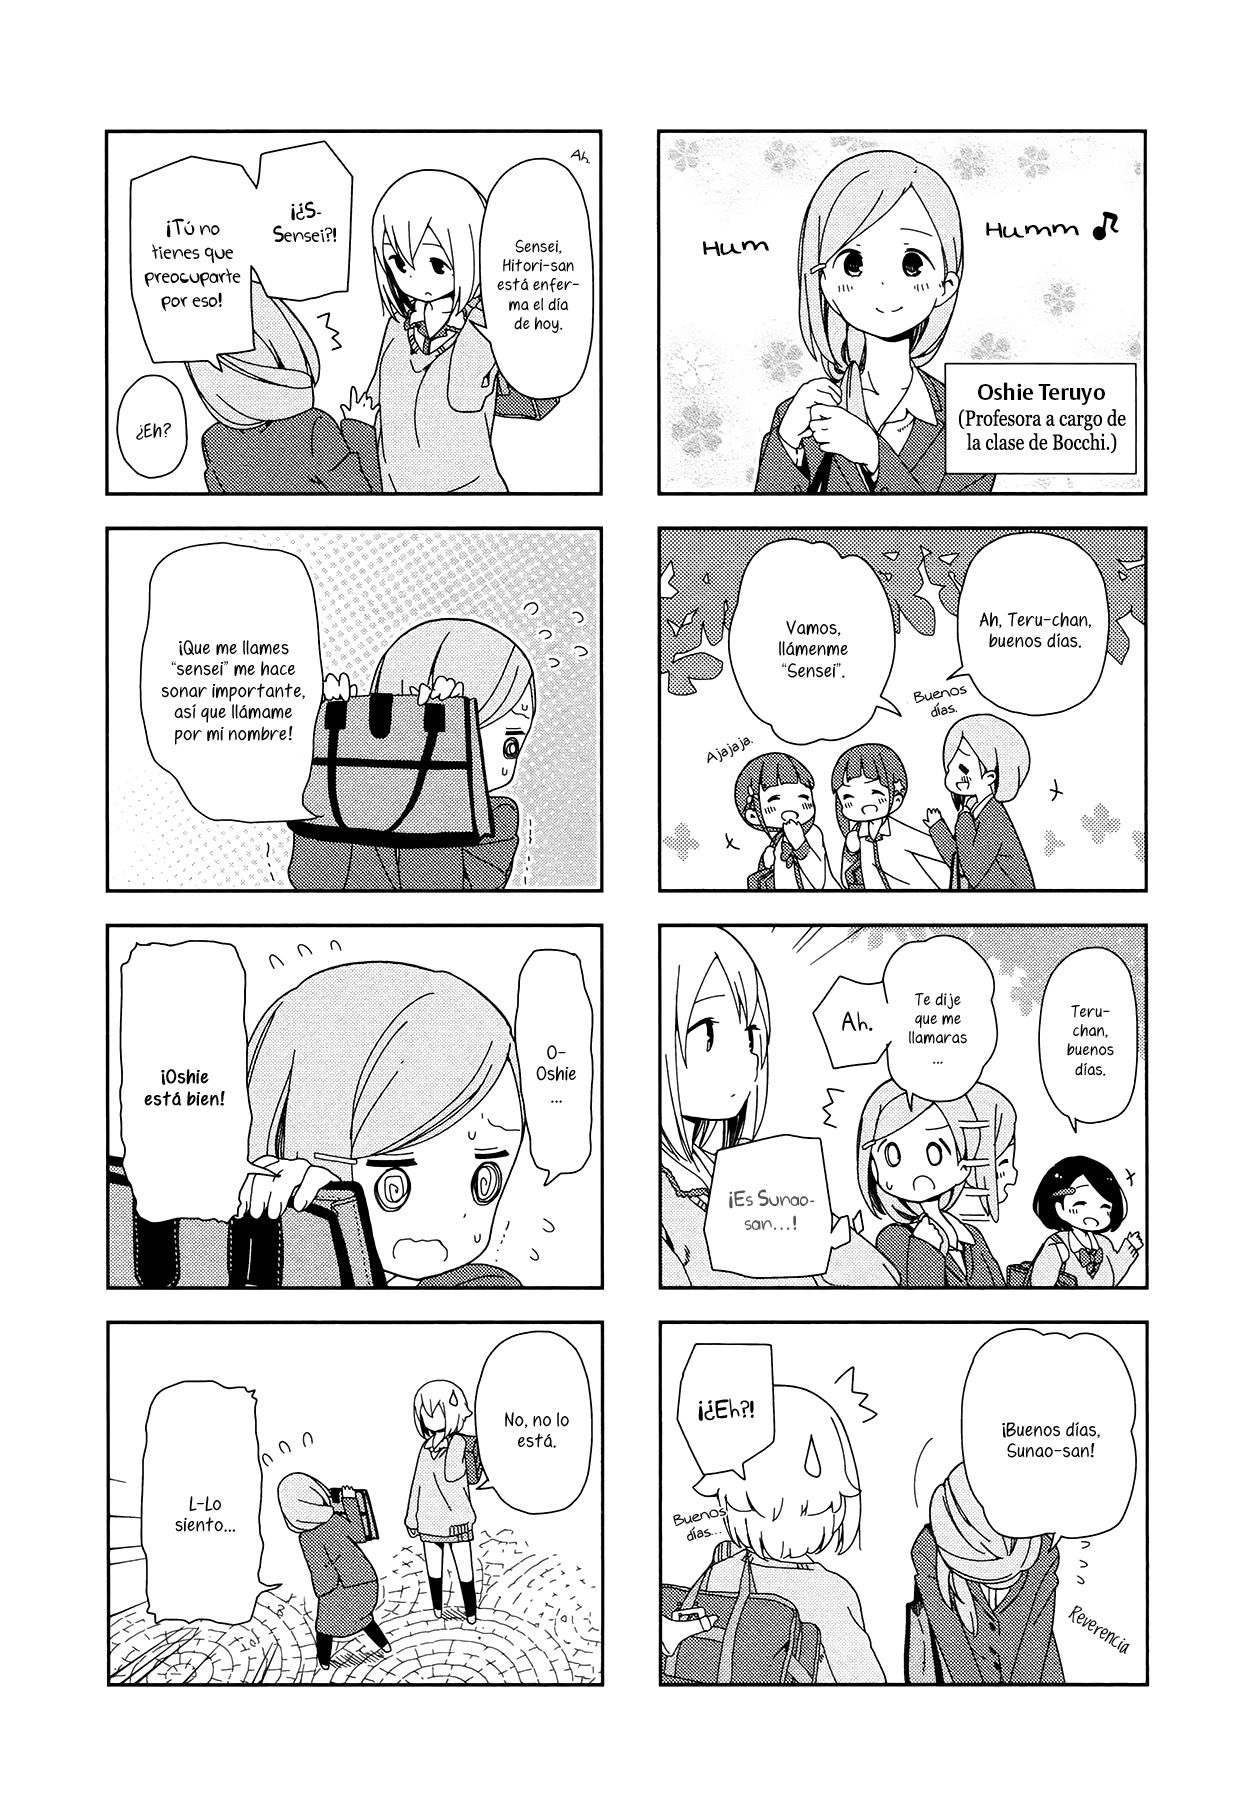 Hum
Humm
Oshie Teruyo
(Profesora a cargo de
la clase de Bocchi.)
Ah, Teru-chan,
buenos días.
Buenos
días.
Vamos,
llámenme
"Sensei".
Ajajaja.
Teru-
chan,
buenos
días.
Te dije
que me
llamaras
...
Ah.
¡Es Sunao-
san...!
¡Buenos días,
Sunao-san!
Reverencia
¡¿Eh?!
Buenos
días...
Ah.
Sensei,
Hitori-san
está enfer-
ma el día
de hoy.
¡¿S-
Sensei?!
¡Tú no
tienes que
preocuparte
por eso!
¿Eh?
¡Que me llames
"sensei" me hace
sonar importante,
así que llámame
por mi nombre!
O-
Oshie
...
¡Oshie
está bien!
No, no lo
está.
L-Lo
siento...